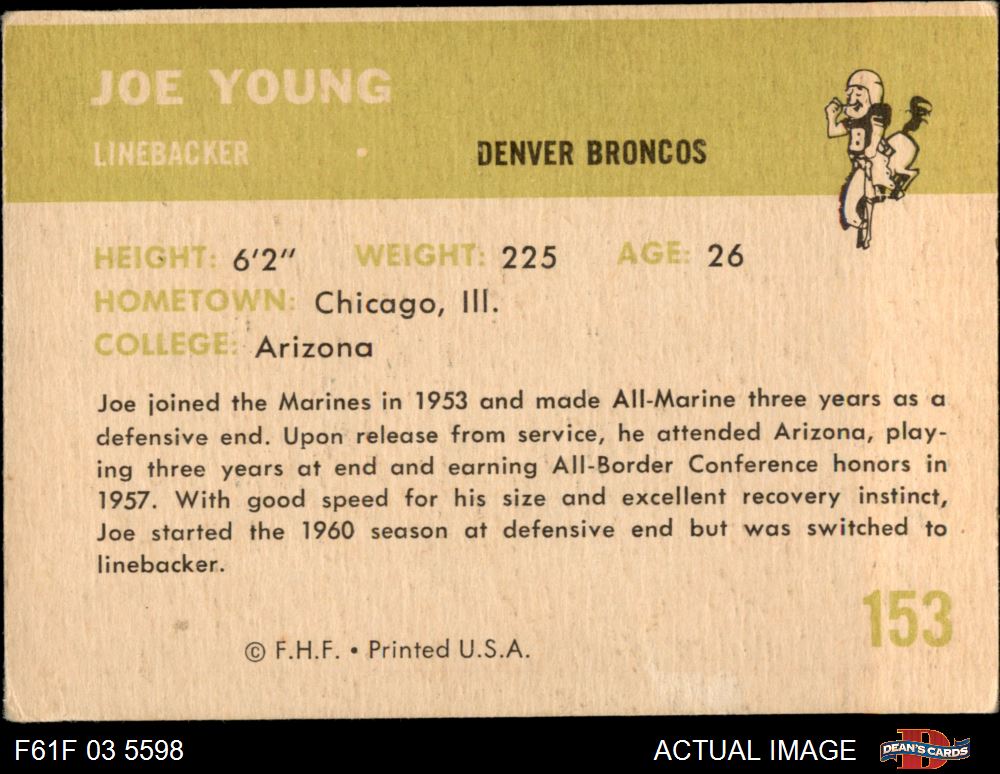 JOE YOUNG
LINEBACKER DENVER BRONCOS
8
HEIGHT: 6'2" WEIGHT: 225 AGE: 26
HOMETOWN: Chicago, Ill.
COLLEGE: Arizona
Joe joined the Marines in 1953 and made All-Marine three years as a
defensive end. Upon release from service, he attended Arizona, play-
ing three years at end and earning All-Border Conference honors in
1957. With good speed for his size and excellent recovery instinct,
Joe started the 1960 season at defensive end but was switched to
linebacker.
153
© F.H.F. • Printed U.S.A.
F61F 03 5598 ACTUAL IMAGE DEAN'S CARDS